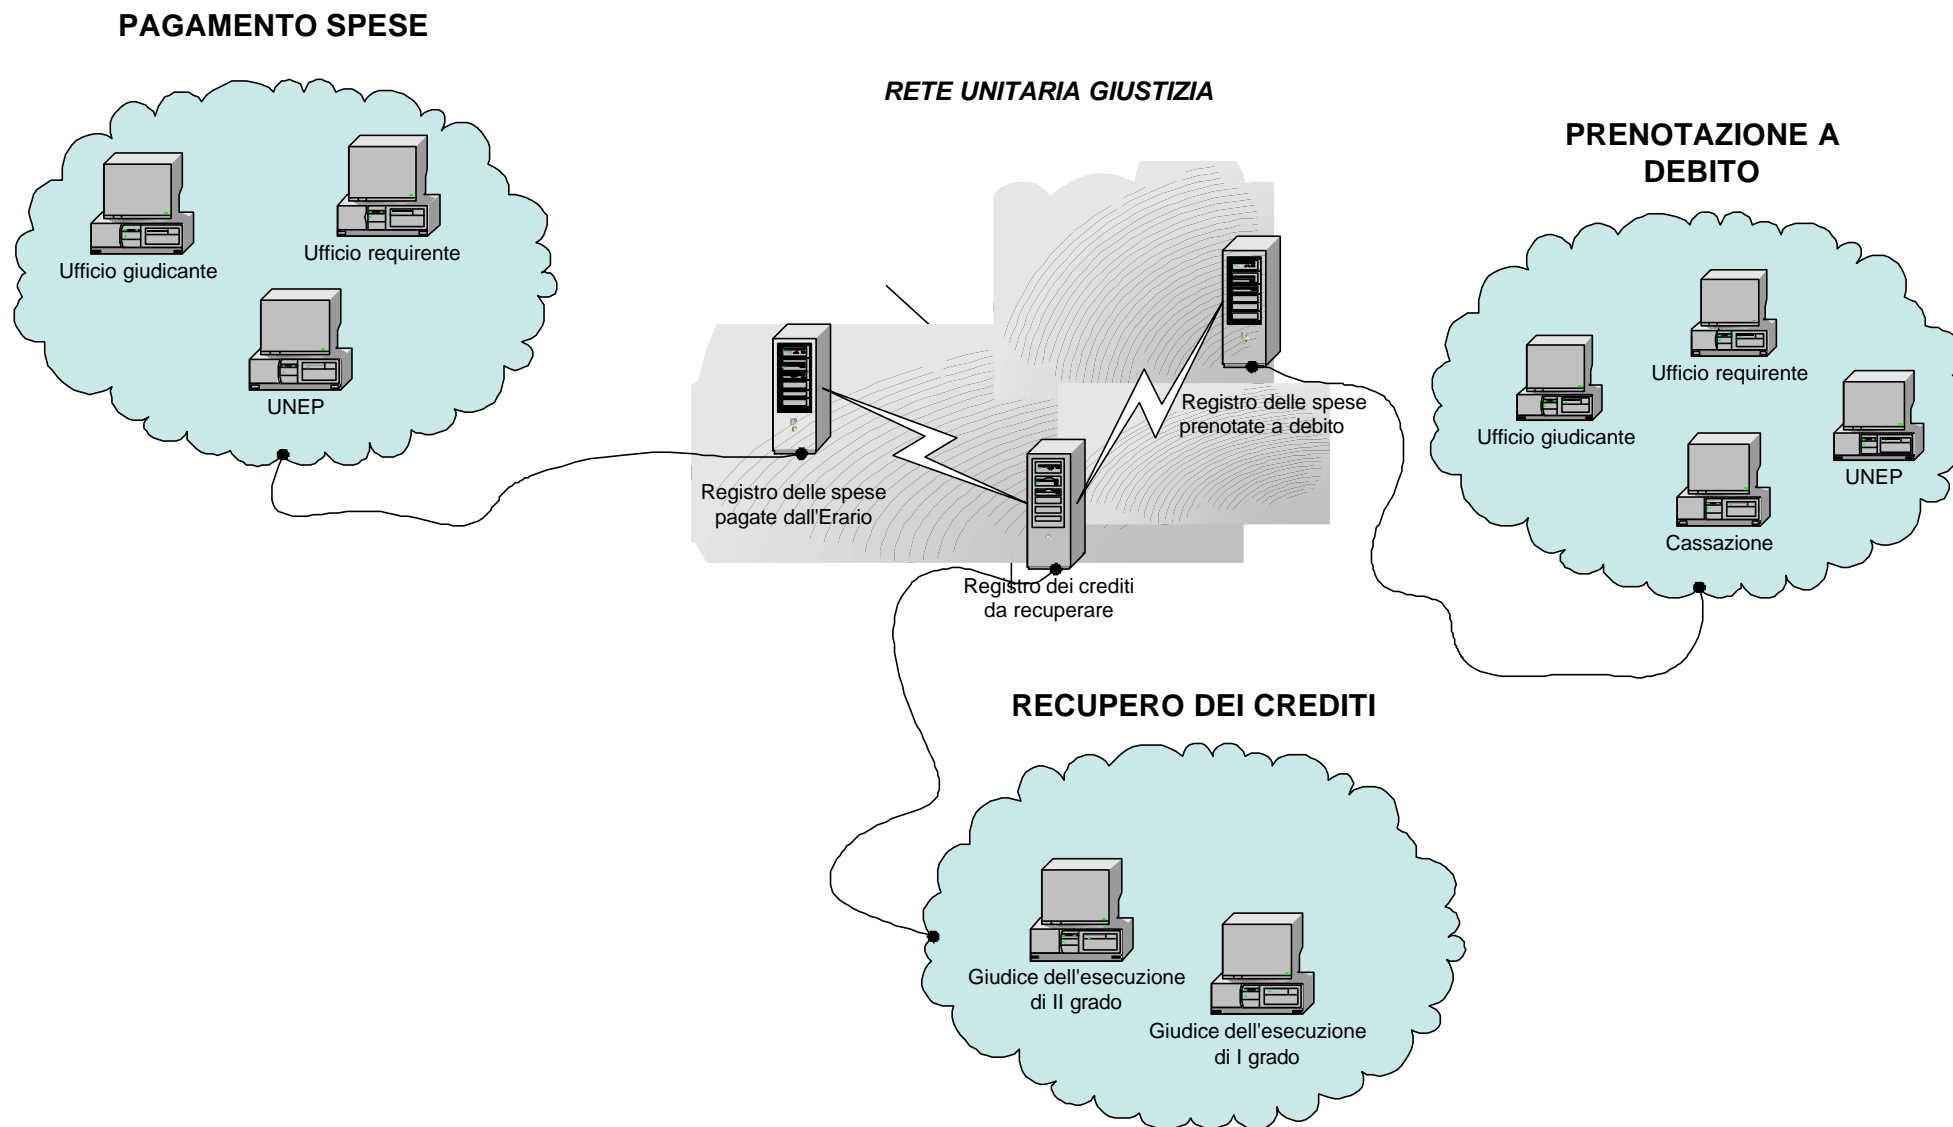 PAGAMENTO SPESE
Ufficio giudicante
Ufficio requirente
UNEP
RETE UNITARIA GIUSTIZIA
Registro delle spese
pagate dall'Erario
Registro delle spese
prenotate a debito
Registro dei crediti
da recuperare
PRENOTAZIONE A
DEBITO
Ufficio requirente
Ufficio giudicante
UNEP
Cassazione
RECUPERO DEI CREDITI
Giudice dell'esecuzione
di II grado
Giudice dell'esecuzione
di I grado